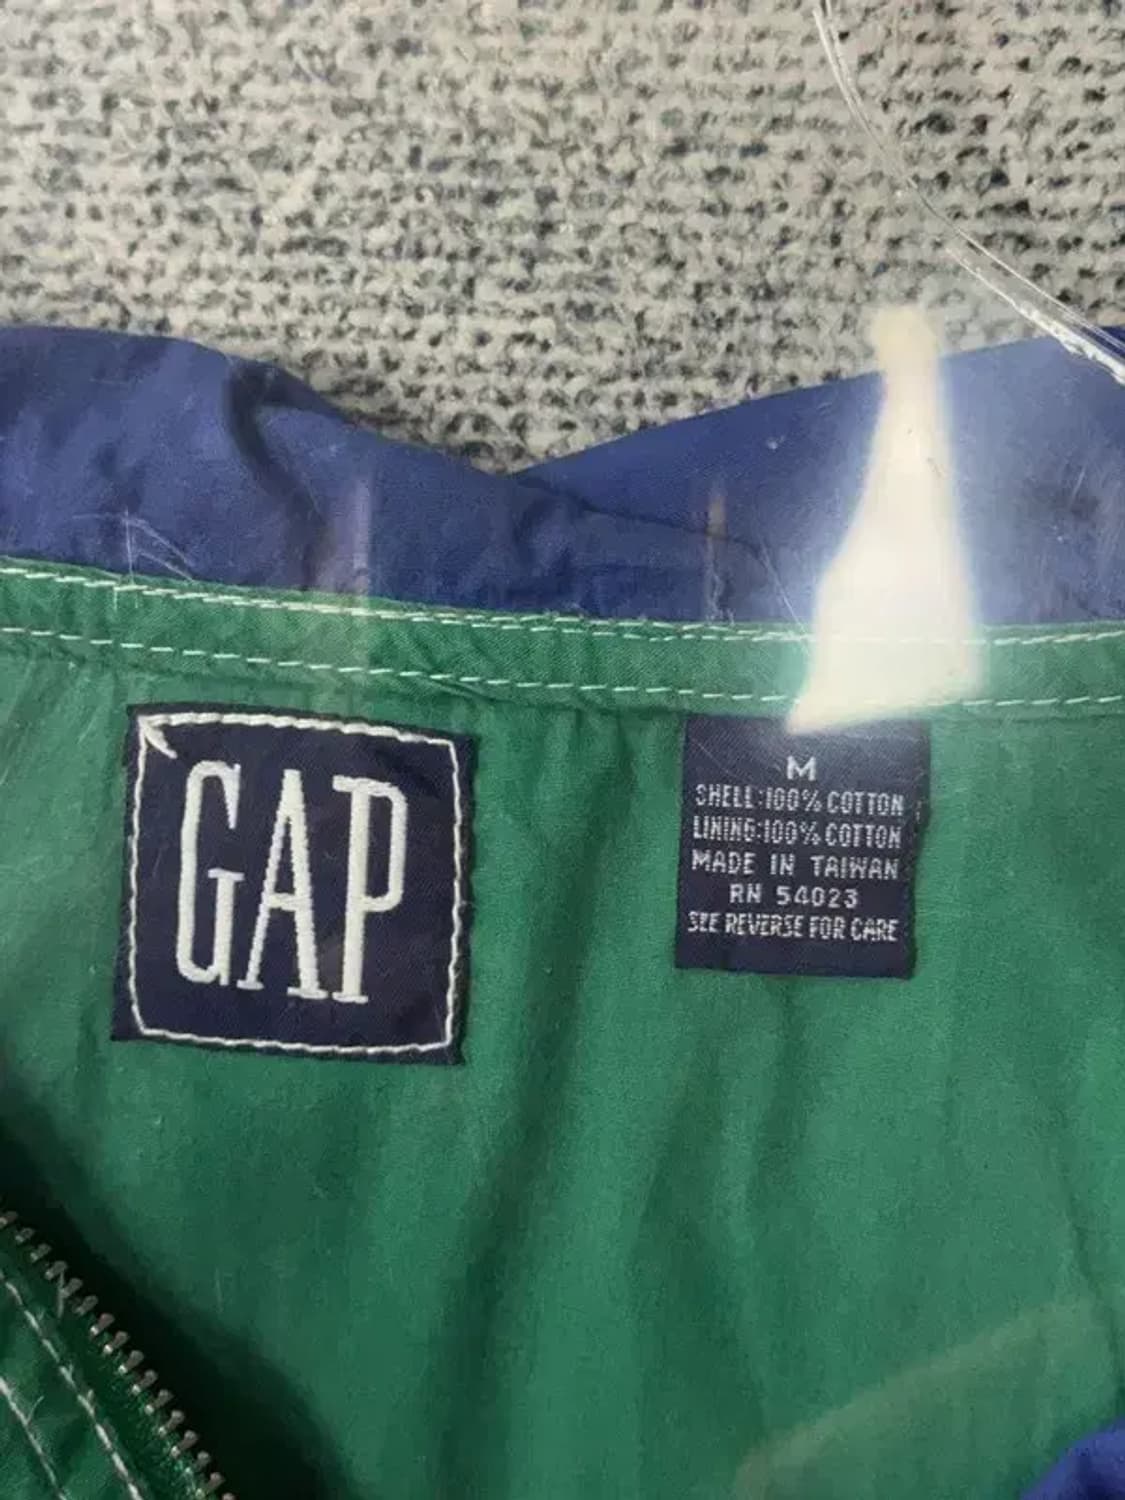 GAP
M
SHELL:100% COTTON
LINING:100% COTTON
MADE IN TAIWAN
RN 54023
SEE REVERSE FOR CARE